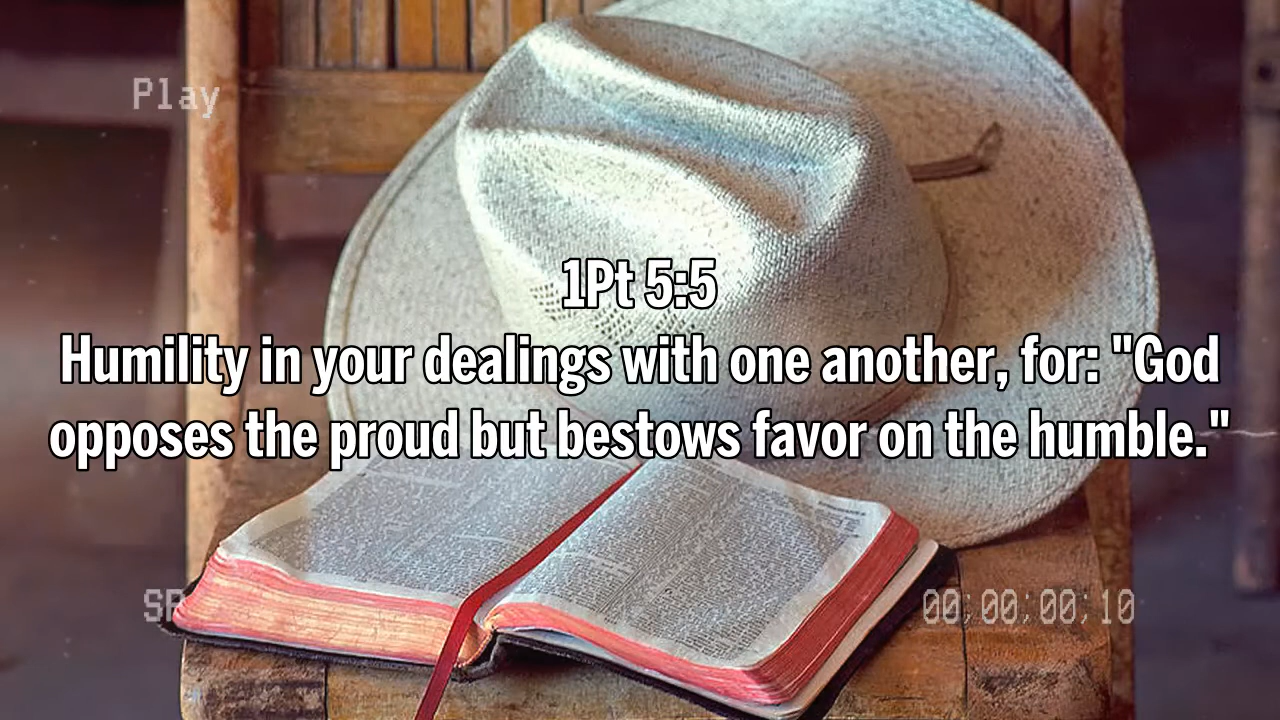 Play
1Pt 5:5
Humility in your dealings with one another, for: "God
opposes the proud but bestows favor on the humble."
SP
00;00;00;10